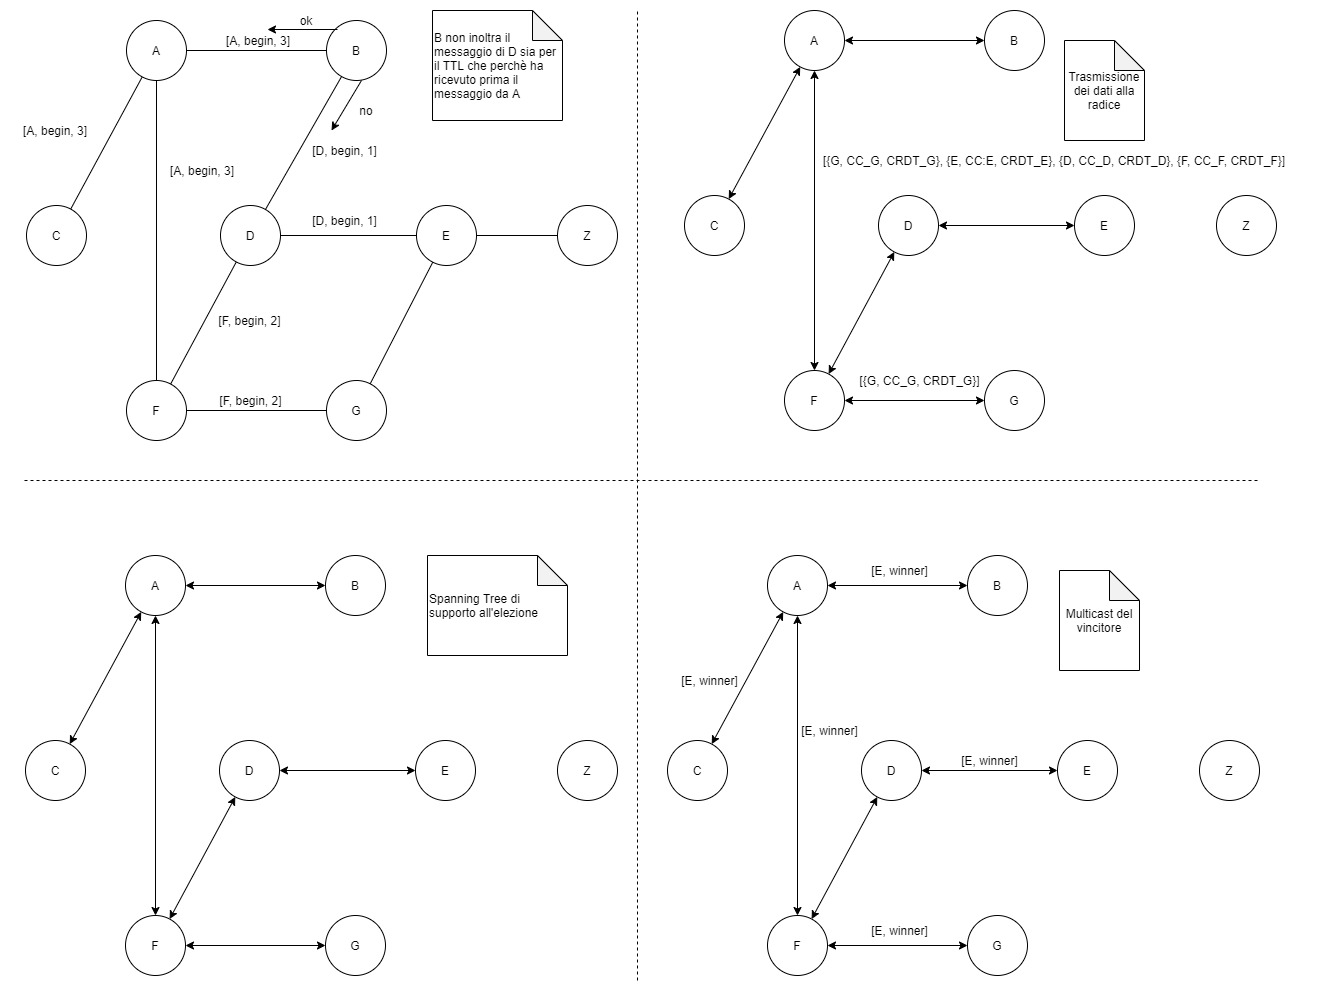 A
ok
B
[A, begin, 3]
B non inoltra il
messaggio di D sia per
il TTL che perchè ha
ricevuto prima il
messaggio da A
no
[A, begin, 3]
[D, begin, 1]
[A, begin, 3]
C
D
[D, begin, 1]
E
Z
[F, begin, 2]
F
[F, begin, 2]
G
A
B
Trasmissione
dei dati alla
radice
[{G, CC_G, CRDT_G}, {E, CC:E, CRDT_E}, {D, CC_D, CRDT_D}, {F, CC_F, CRDT_F}]
C
D
E
Z
[{G, CC_G, CRDT_G}]
F
G
A
B
Spanning Tree di
supporto all'elezione
C
D
E
Z
F
G
A
[E, winner]
B
Multicast del
vincitore
[E, winner]
[E, winner]
C
D
[E, winner]
E
Z
F
[E, winner]
G